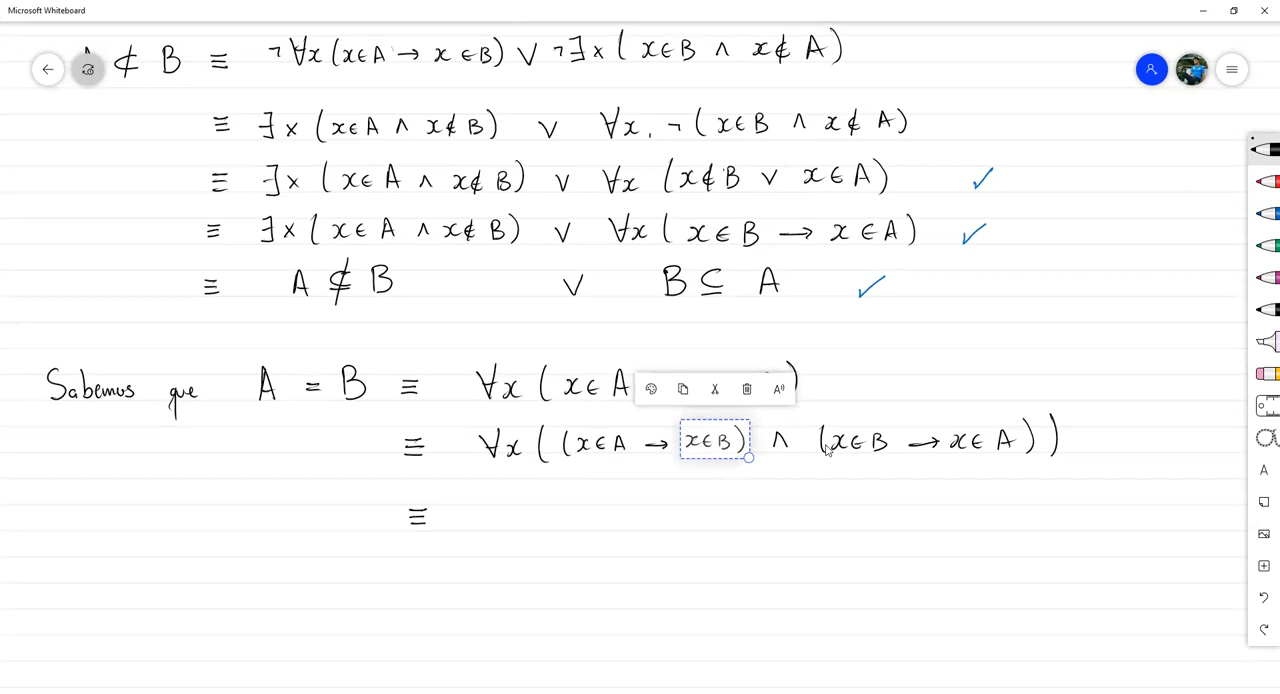 Microsoft Whiteboard
⊄ B ≡ ¬∀x(x∈A → x∈B) ∨ ¬∃x(x∈B ∧ x∉A)
≡ ∃x(x∈A ∧ x∉B) ∨ ∀x, ¬(x∈B ∧ x∉A)
≡ ∃x(x∈A ∧ x∉B) ∨ ∀x(x∉B ∨ x∈A) ✓
≡ ∃x(x∈A ∧ x∉B) ∨ ∀x(x∈B → x∈A) ✓
≡ A ⊈ B ∨ B ⊆ A ✓
Sabemos que A = B ≡ ∀x(x∈A )
≡ ∀x((x∈A → x∈B) ∧ (x∈B → x∈A))
≡
A